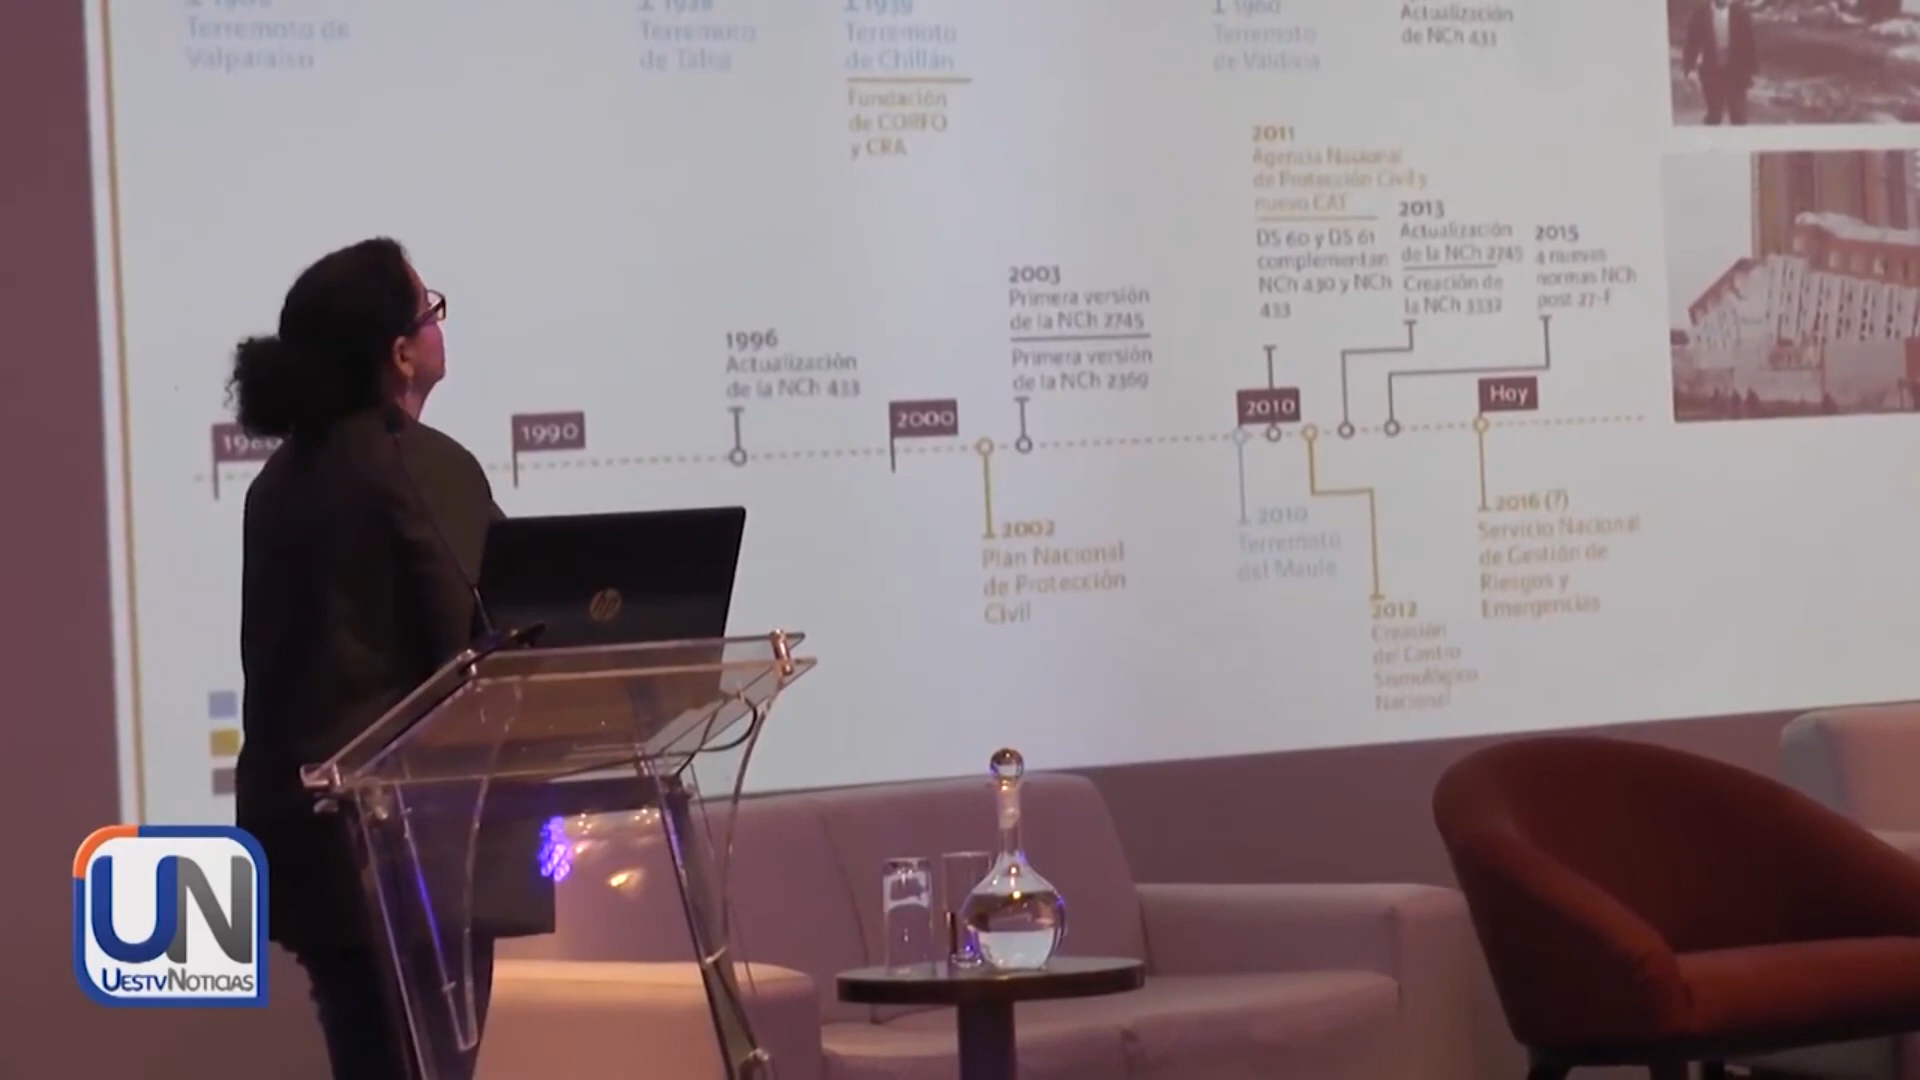 1906
Terremoto de
Valparaíso
1928
Terremoto
de Talca
1939
Terremoto
de Chillán
Fundación
de CORFO
y CRA
1960
Terremoto
de Valdivia
Actualización
de NCh 433
2011
Agencia Nacional
de Protección Civil y
nuevo CAT
DS 60 y DS 61
complementan
NCh 430 y NCh
433
2013
Actualización
de la NCh 2745
Creación de
la NCh 3332
2015
4 nuevas
normas NCh
post 27-f
2003
Primera versión
de la NCh 2745
Primera versión
de la NCh 2369
1996
Actualización
de la NCh 433
1990
2000
2010
Hoy
2002
Plan Nacional
de Protección
Civil
2010
Terremoto
del Maule
2012
Creación
del Centro
Sismológico
Nacional
2016 (?)
Servicio Nacional
de Gestión de
Riesgos y
Emergencias
hp
UN
UESTVNOTICIAS